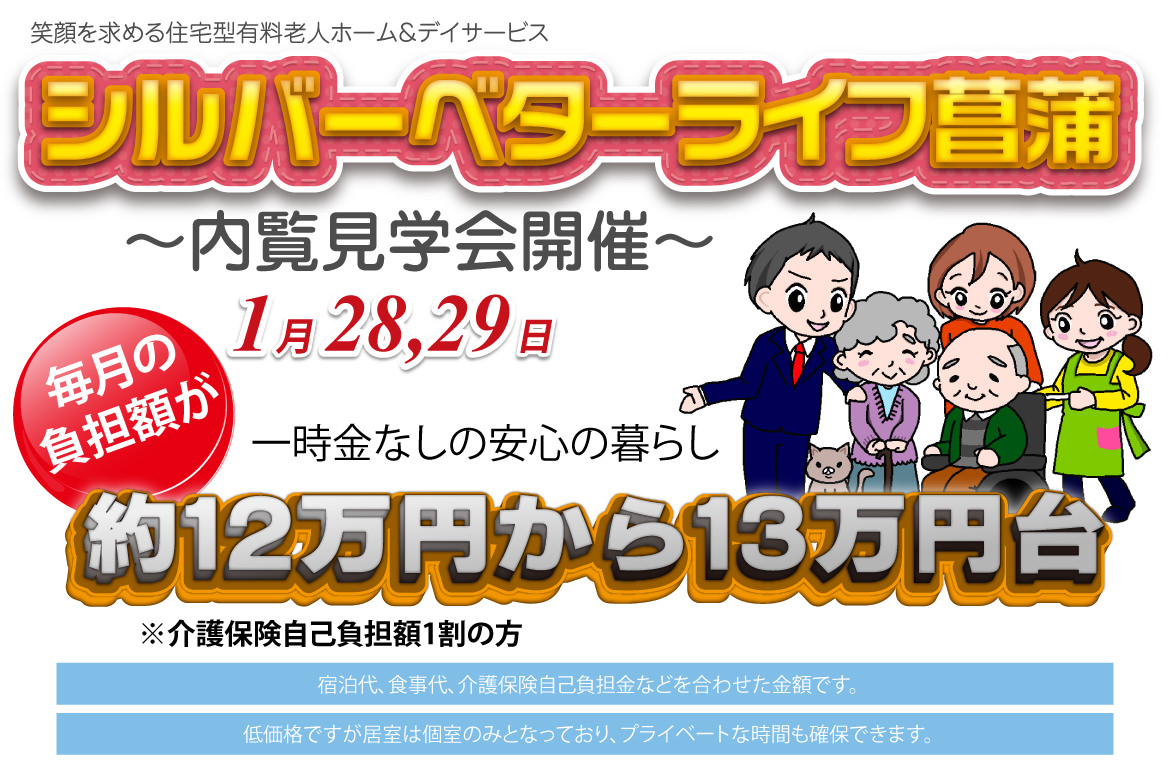 笑顔を求める住宅型有料老人ホーム&デイサービス
シルバーベターライフ菖蒲
～内覧見学会開催～
1月28,29日
毎月の
負担額が
一時金なしの安心の暮らし
約12万円から13万円台
※介護保険自己負担額1割の方
宿泊代、食事代、介護保険自己負担金などを合わせた金額です。
低価格ですが居室は個室のみとなっており、プライベートな時間も確保できます。